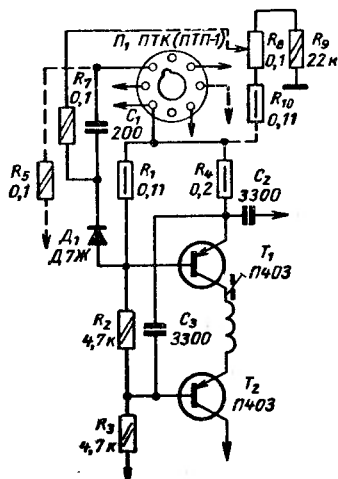 П₁ ПТК (ПТП-1)
R₈
0,1
R₉
22 к
R₇
0,1
C₁
200
R₁₀
0,11
R₅
0,1
R₁
0,11
R₄
0,2
C₂
3300
Д₁
Д7Ж
T₁
П403
R₂
4,7 к
C₃
3300
T₂
П403
R₃
4,7 к